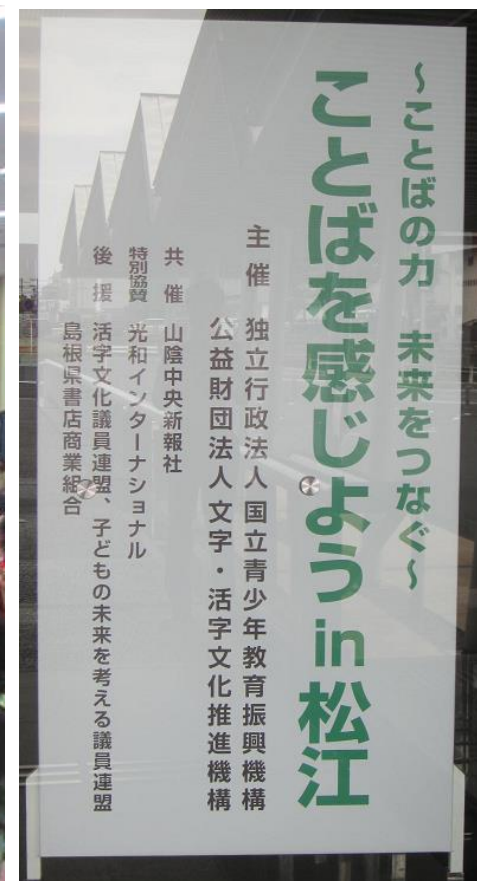 ～ことばの力　未来をつなぐ～
ことばを感じよう in 松江
主催　独立行政法人 国立青少年教育振興機構
公益財団法人 文字・活字文化推進機構
共催　山陰中央新報社
特別協賛　光和インターナショナル
後援　活字文化議員連盟、子どもの未来を考える議員連盟
島根県書店商業組合